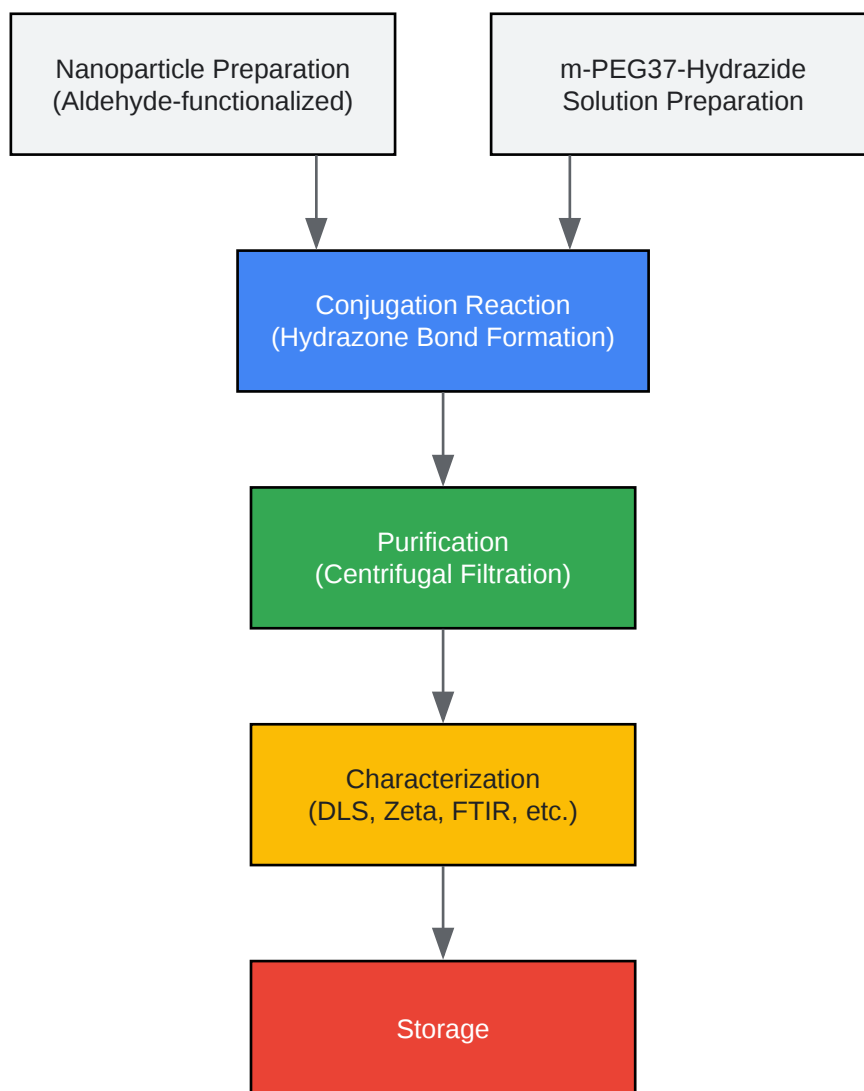 Nanoparticle Preparation
(Aldehyde-functionalized)
m-PEG37-Hydrazide
Solution Preparation
Conjugation Reaction
(Hydrazone Bond Formation)
Purification
(Centrifugal Filtration)
Characterization
(DLS, Zeta, FTIR, etc.)
Storage